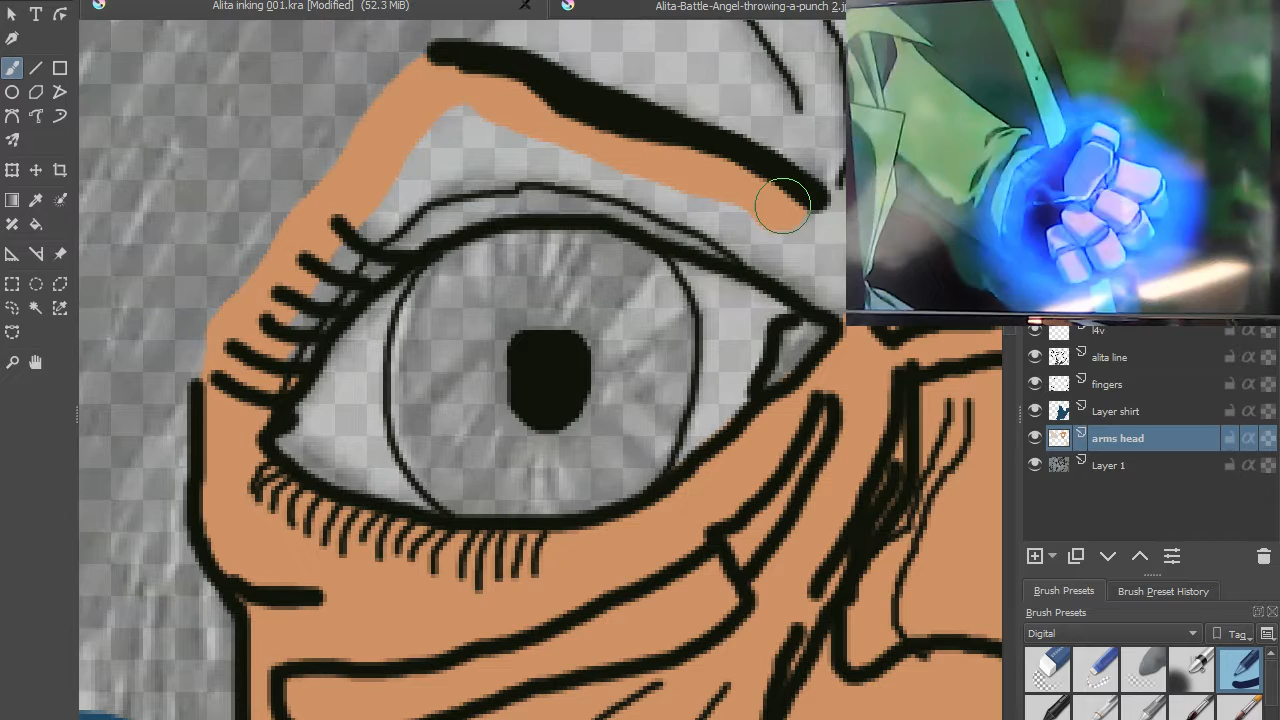 Alita inking 001.kra [Modified] (52.3 MiB)
Alita-Battle-Angel-throwing-a-punch 2.j
l4v
alita line
fingers
Layer shirt
arms head
Layer 1
Brush Presets
Brush Preset History
Brush Presets
Digital
Tag